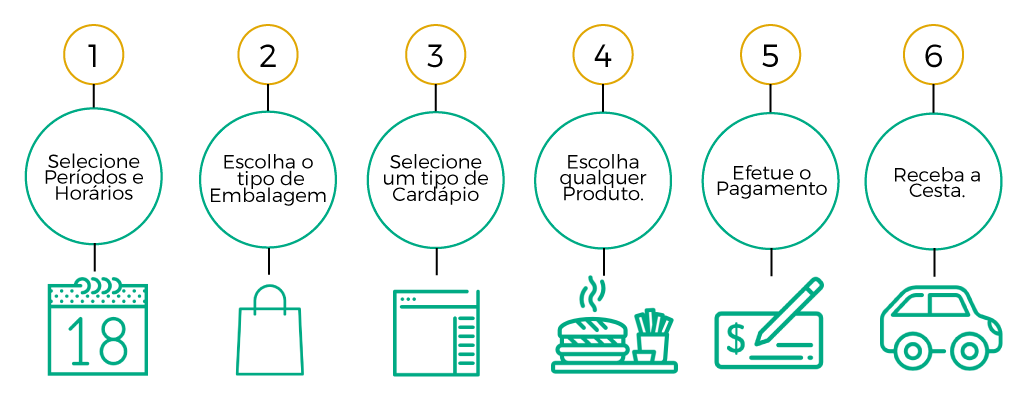 1
Selecione
Períodos e
Horários
2
Escolha o
tipo de
Embalagem
3
Selecione
um tipo de
Cardápio
4
Escolha
qualquer
Produto.
5
Efetue o
Pagamento
6
Receba a
Cesta.
18
$